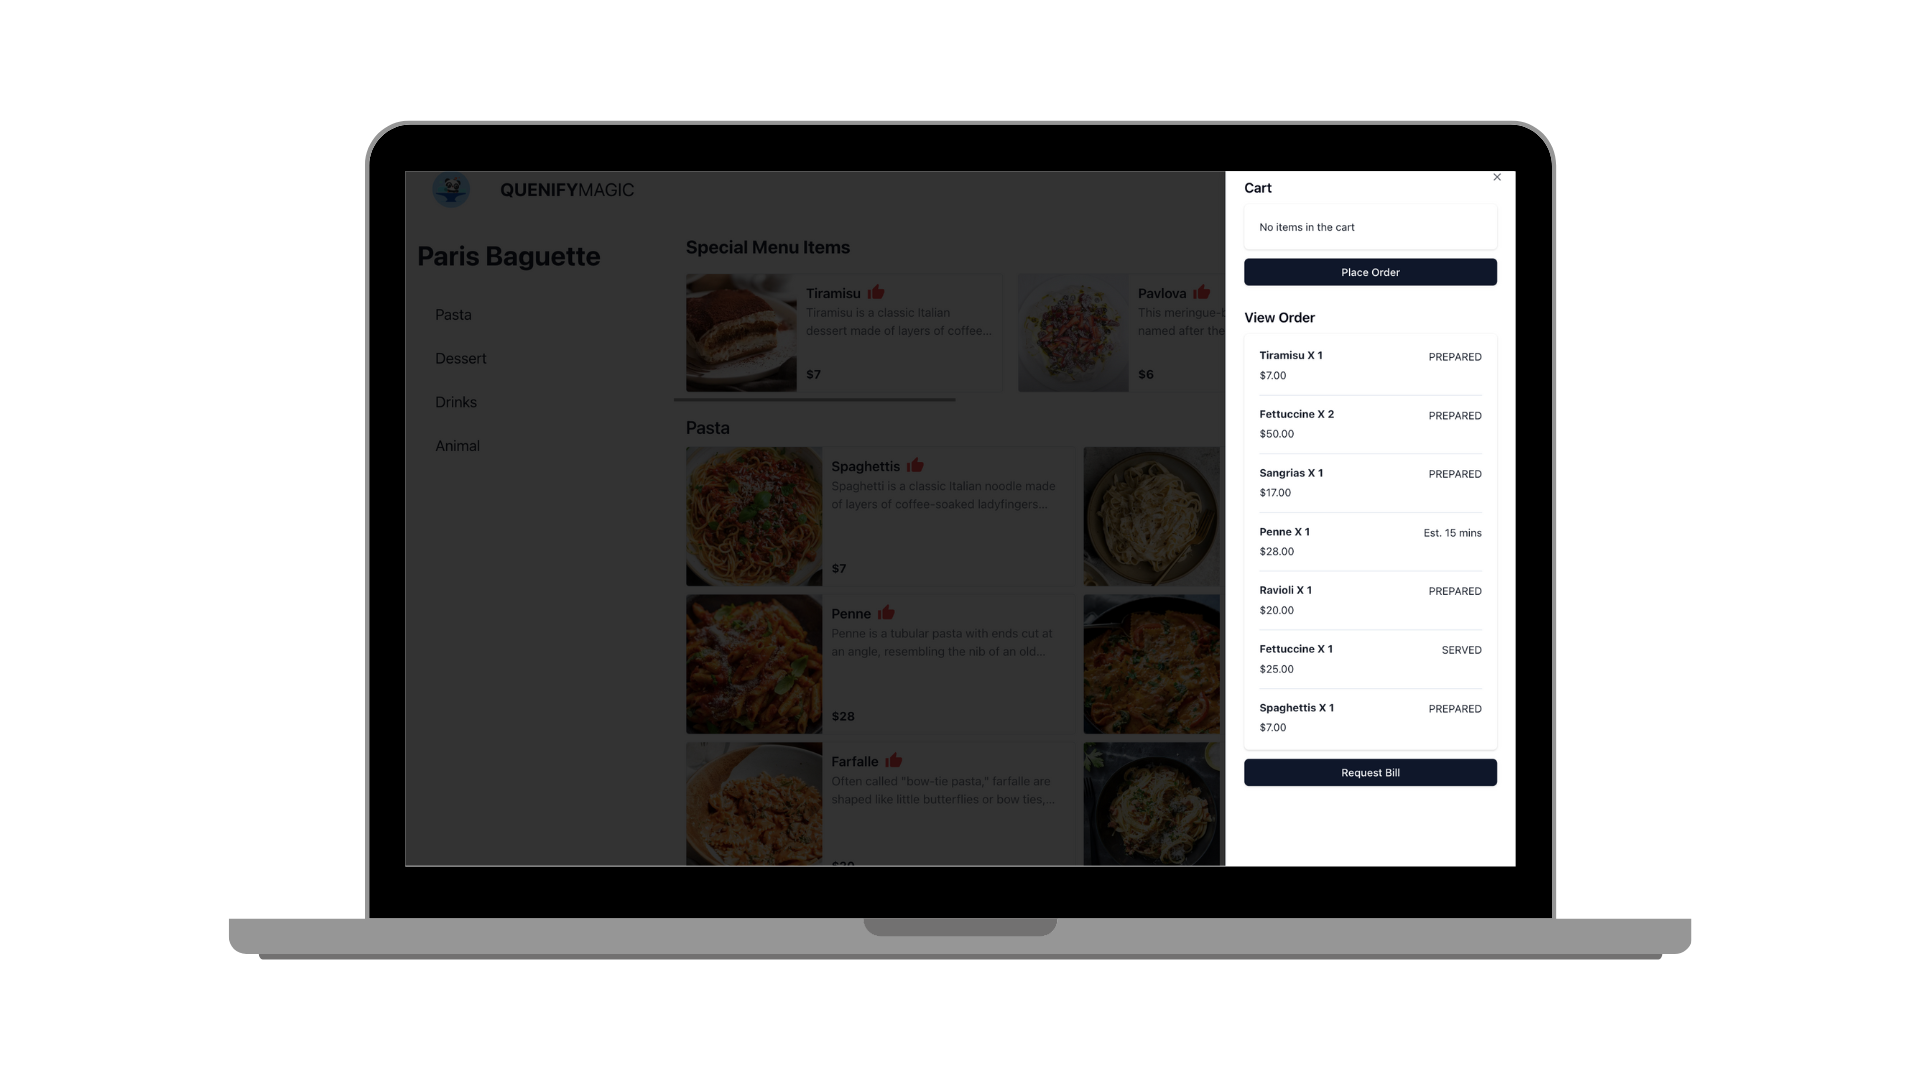 QUENIFYMAGIC
Paris Baguette
Pasta
Dessert
Drinks
Animal
Special Menu Items
Tiramisu
Tiramisu is a classic Italian
dessert made of layers of coffee...
$7
Pavlova
This meringue-b
named after the
$6
Pasta
Spaghettis
Spaghetti is a classic Italian noodle made
of layers of coffee-soaked ladyfingers...
$7
Penne
Penne is a tubular pasta with ends cut at
an angle, resembling the nib of an old...
$28
Farfalle
Often called "bow-tie pasta," farfalle are
shaped like little butterflies or bow ties,...
Cart
No items in the cart
Place Order
View Order
Tiramisu X 1 PREPARED
$7.00
Fettuccine X 2 PREPARED
$50.00
Sangrias X 1 PREPARED
$17.00
Penne X 1 Est. 15 mins
$28.00
Ravioli X 1 PREPARED
$20.00
Fettuccine X 1 SERVED
$25.00
Spaghettis X 1 PREPARED
$7.00
Request Bill